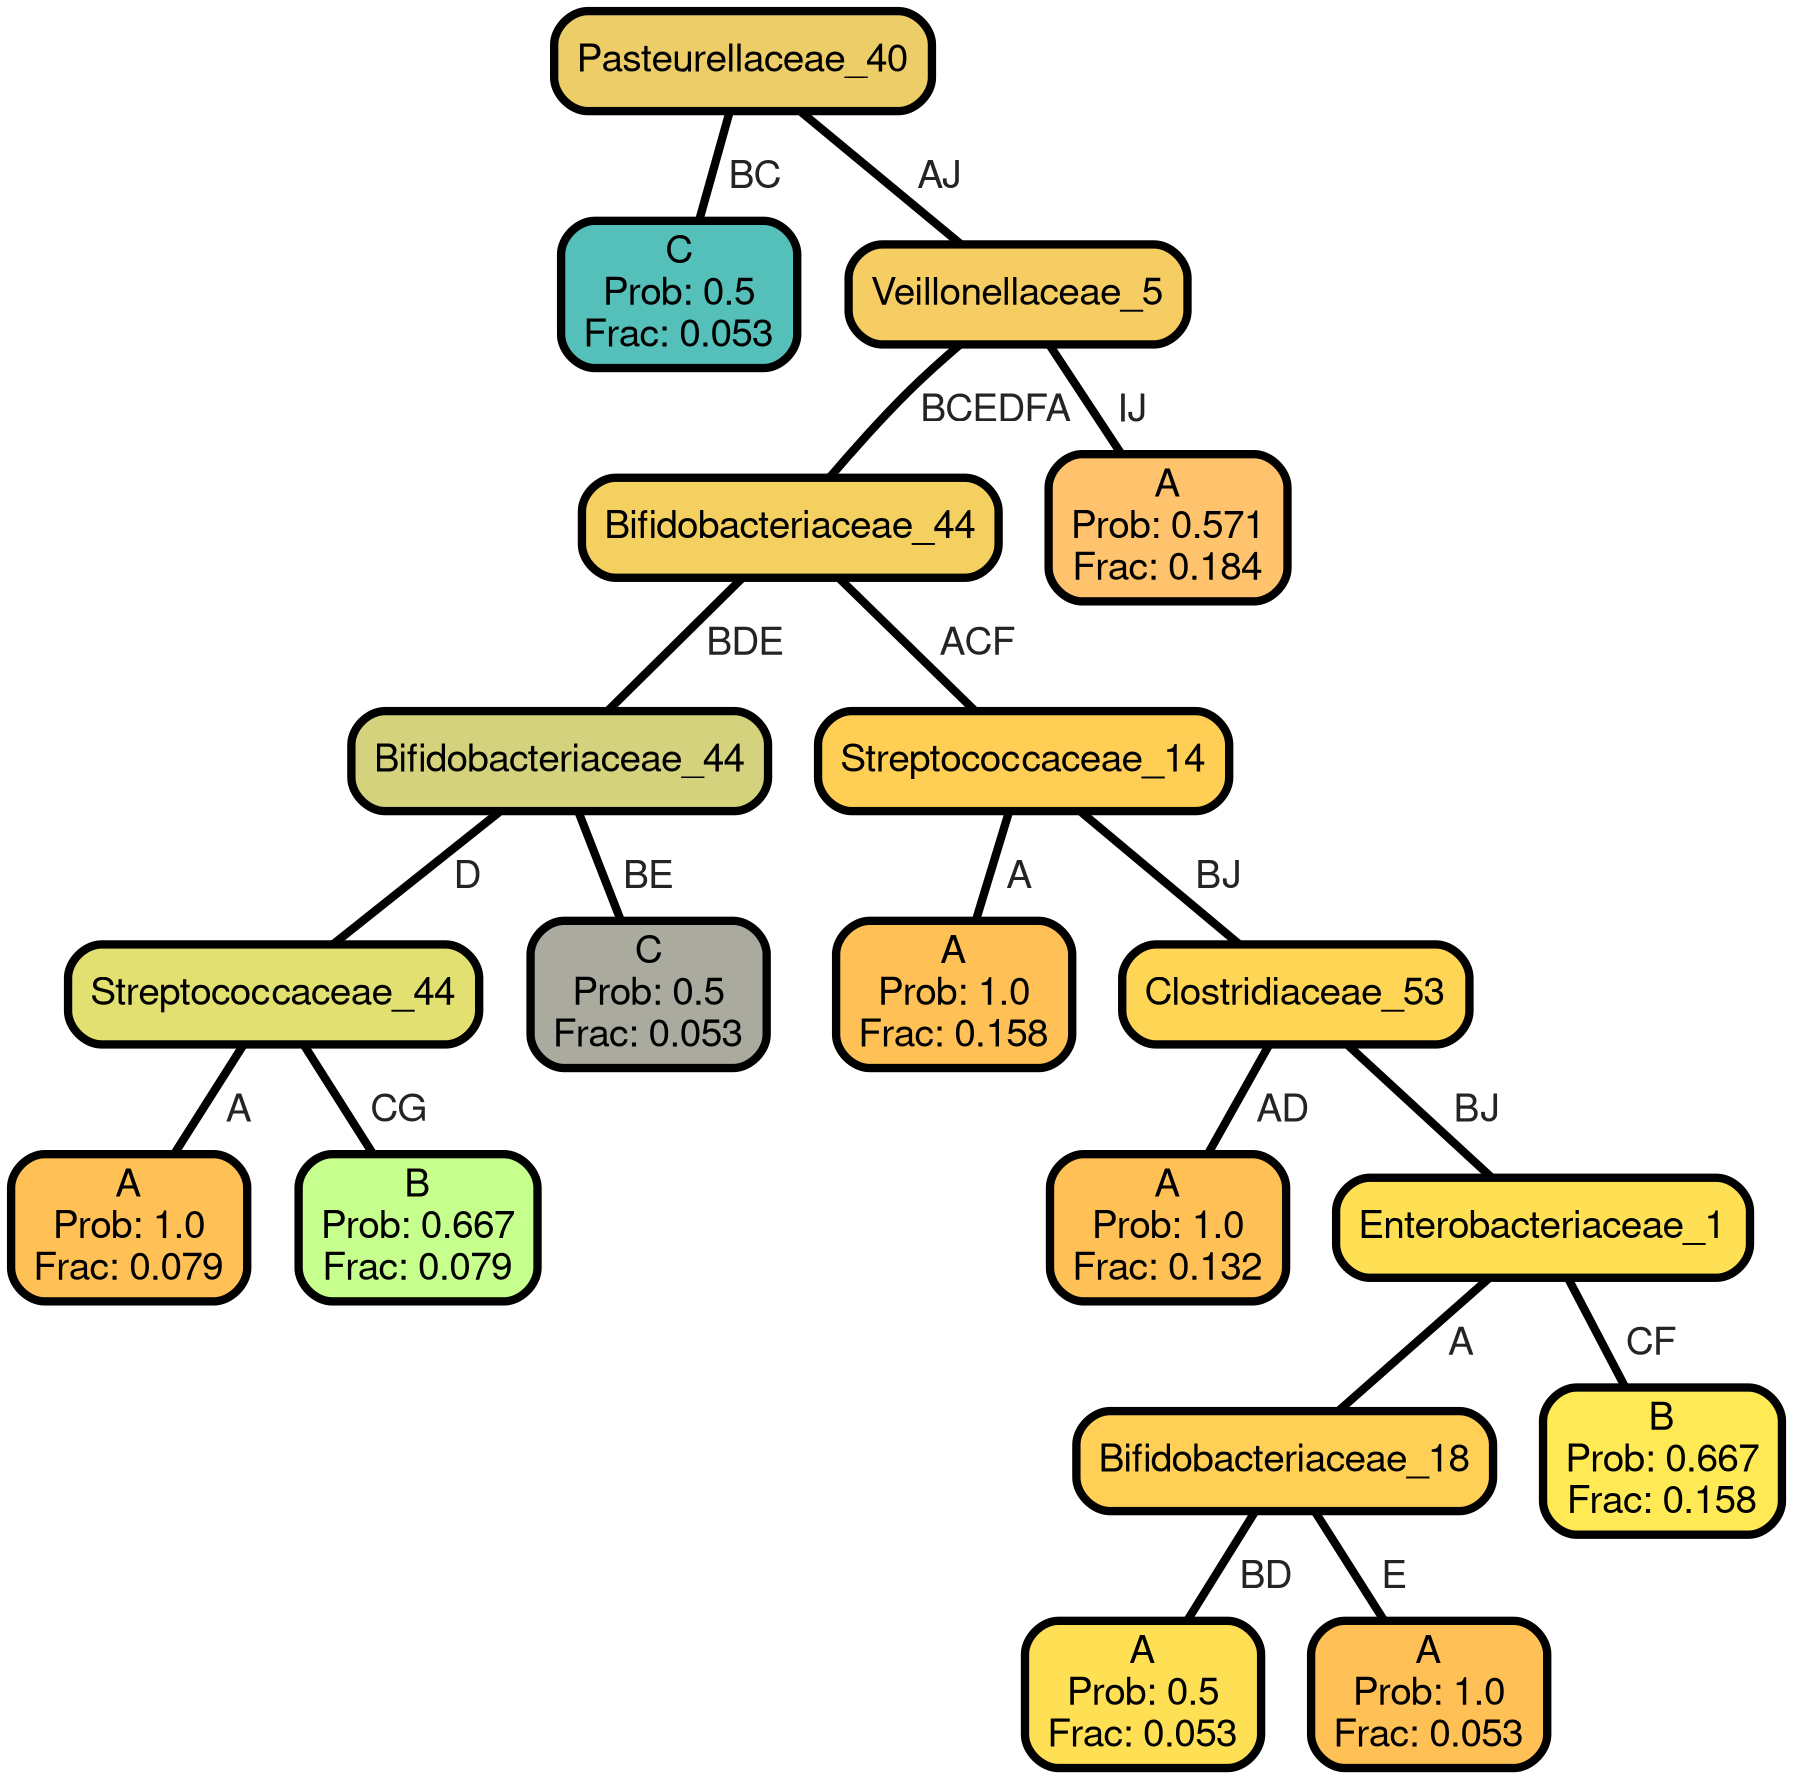 Pasteurellaceae_40
BC
AJ
C
Prob: 0.5
Frac: 0.053
Veillonellaceae_5
BCEDFA
IJ
Bifidobacteriaceae_44
A
Prob: 0.571
Frac: 0.184
BDE
ACF
Bifidobacteriaceae_44
Streptococcaceae_14
D
BE
A
BJ
Streptococcaceae_44
C
Prob: 0.5
Frac: 0.053
A
Prob: 1.0
Frac: 0.158
Clostridiaceae_53
A
CG
AD
BJ
A
Prob: 1.0
Frac: 0.079
B
Prob: 0.667
Frac: 0.079
A
Prob: 1.0
Frac: 0.132
Enterobacteriaceae_1
A
CF
Bifidobacteriaceae_18
B
Prob: 0.667
Frac: 0.158
BD
E
A
Prob: 0.5
Frac: 0.053
A
Prob: 1.0
Frac: 0.053